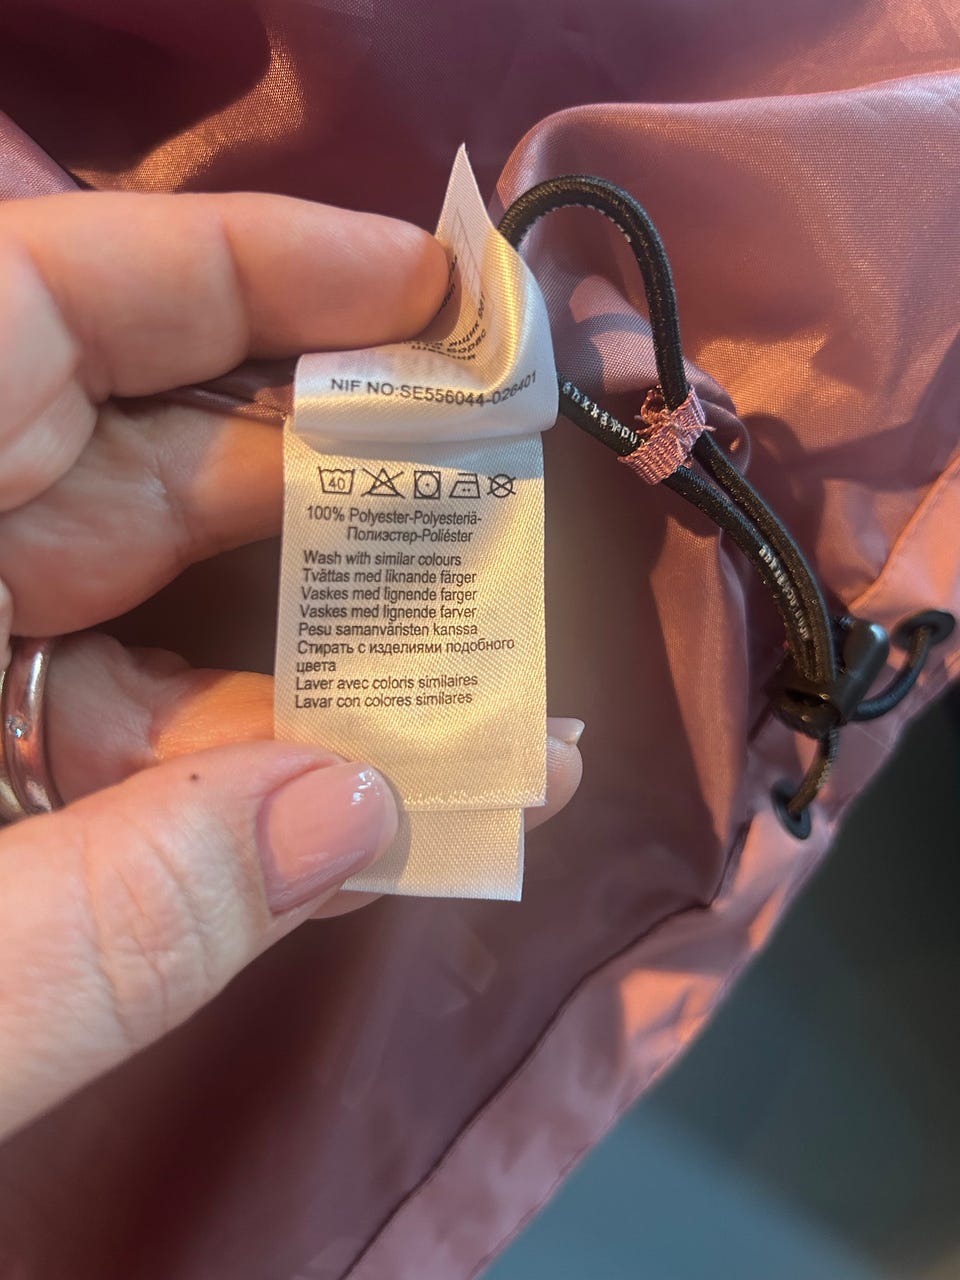 ящик 901
NIF NO:SE556044-026401
40
100% Polyester-Polyesteriä-
Полиэстер-Poliéster
Wash with similar colours
Tvättas med liknande färger
Vaskes med lignende farger
Vaskes med lignende farver
Pesu samanväristen kanssa
Стирать с изделиями подобного
цвета
Laver avec coloris similaires
Lavar con colores similares